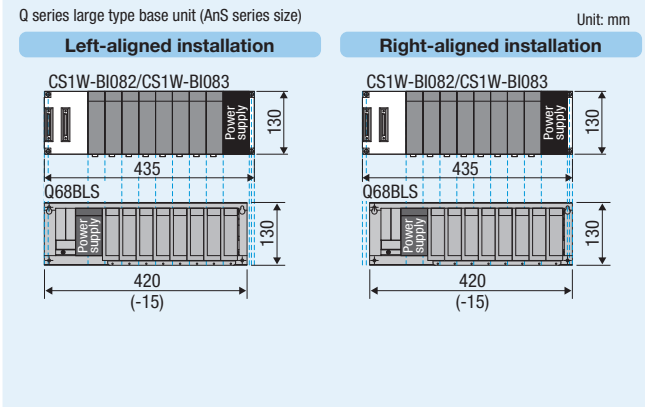 Q series large type base unit (AnS series size)
Unit: mm
Left-aligned installation
CS1W-BI082/CS1W-BI083
Power
supply
130
435
Q68BLS
Power
supply
130
420
(-15)
Right-aligned installation
CS1W-BI082/CS1W-BI083
Power
supply
130
435
Q68BLS
Power
supply
130
420
(-15)